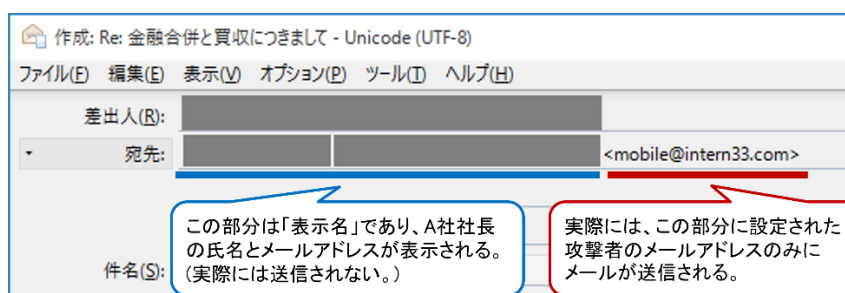 作成: Re: 金融合併と買収につきまして - Unicode (UTF-8)
ファイル(F) 編集(E) 表示(V) オプション(P) ツール(T) ヘルプ(H)
差出人(R):
宛先: <mobile@intern33.com>
この部分は「表示名」であり、A社社長
の氏名とメールアドレスが表示される。
(実際には送信されない。)
実際には、この部分に設定された
攻撃者のメールアドレスのみに
メールが送信される。
件名(S):